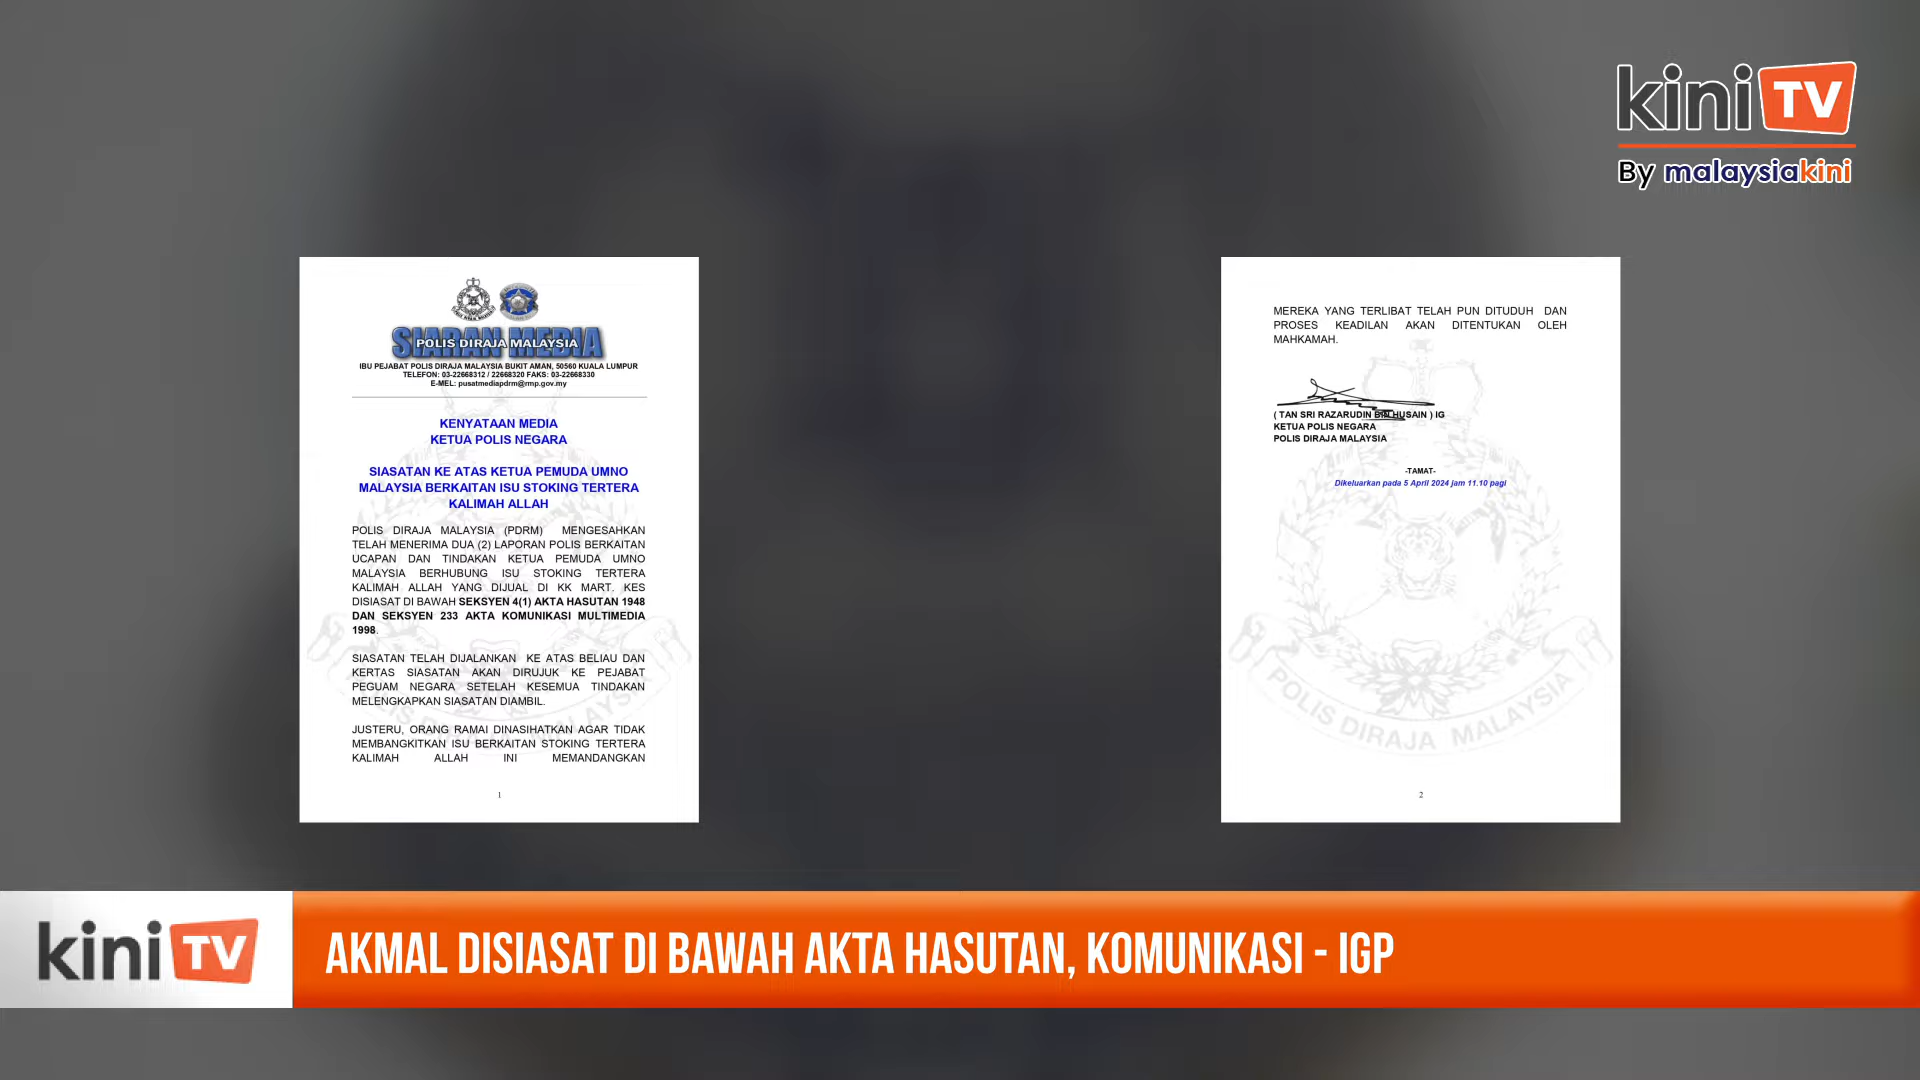 kini TV
By malaysiakini
SIARAN MEDIA
POLIS DIRAJA MALAYSIA
IBU PEJABAT POLIS DIRAJA MALAYSIA BUKIT AMAN, 50560 KUALA LUMPUR
TELEFON: 03-22668312 / 22668320 FAKS: 03-22668330
E-MEL: pusatmediapdrm@rmp.gov.my
KENYATAAN MEDIA
KETUA POLIS NEGARA
SIASATAN KE ATAS KETUA PEMUDA UMNO
MALAYSIA BERKAITAN ISU STOKING TERTERA
KALIMAH ALLAH
POLIS DIRAJA MALAYSIA (PDRM) MENGESAHKAN
TELAH MENERIMA DUA (2) LAPORAN POLIS BERKAITAN
UCAPAN DAN TINDAKAN KETUA PEMUDA UMNO
MALAYSIA BERHUBUNG ISU STOKING TERTERA
KALIMAH ALLAH YANG DIJUAL DI KK MART. KES
DISIASAT DI BAWAH SEKSYEN 4(1) AKTA HASUTAN 1948
DAN SEKSYEN 233 AKTA KOMUNIKASI MULTIMEDIA
1998.
SIASATAN TELAH DIJALANKAN KE ATAS BELIAU DAN
KERTAS SIASATAN AKAN DIRUJUK KE PEJABAT
PEGUAM NEGARA SETELAH KESEMUA TINDAKAN
MELENGKAPKAN SIASATAN DIAMBIL.
JUSTERU, ORANG RAMAI DINASIHATKAN AGAR TIDAK
MEMBANGKITKAN ISU BERKAITAN STOKING TERTERA
KALIMAH ALLAH INI MEMANDANGKAN
1
MEREKA YANG TERLIBAT TELAH PUN DITUDUH DAN
PROSES KEADILAN AKAN DITENTUKAN OLEH
MAHKAMAH.
( TAN SRI RAZARUDIN BIN HUSAIN ) IG
KETUA POLIS NEGARA
POLIS DIRAJA MALAYSIA
-TAMAT-
Dikeluarkan pada 5 April 2024 jam 11.10 pagi
POLIS DIRAJA MALAYSIA
2
kini TV
AKMAL DISIASAT DI BAWAH AKTA HASUTAN, KOMUNIKASI - IGP